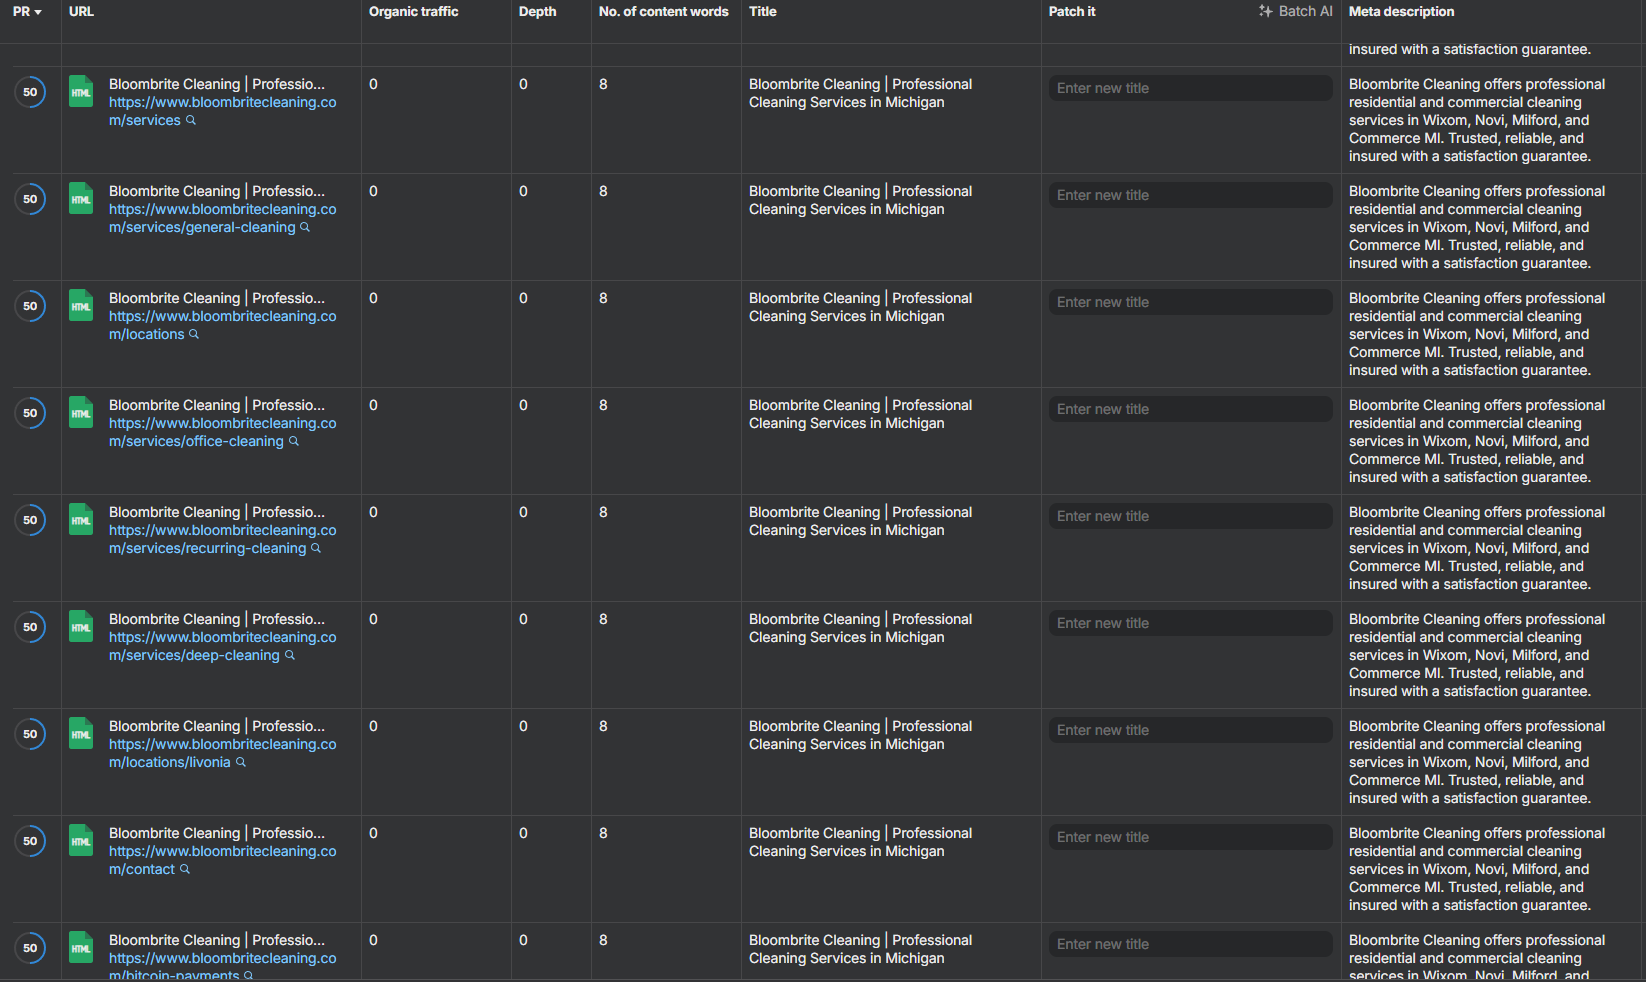 PR URL Organic traffic Depth No. of content words Title Patch it Batch AI Meta description
insured with a satisfaction guarantee.
50 HTML Bloombrite Cleaning | Professio... 0 0 8 Bloombrite Cleaning | Professional Enter new title Bloombrite Cleaning offers professional
https://www.bloombritecleaning.co Cleaning Services in Michigan residential and commercial cleaning
m/services services in Wixom, Novi, Milford, and
Commerce MI. Trusted, reliable, and
insured with a satisfaction guarantee.
50 HTML Bloombrite Cleaning | Professio... 0 0 8 Bloombrite Cleaning | Professional Enter new title Bloombrite Cleaning offers professional
https://www.bloombritecleaning.co Cleaning Services in Michigan residential and commercial cleaning
m/services/general-cleaning services in Wixom, Novi, Milford, and
Commerce MI. Trusted, reliable, and
insured with a satisfaction guarantee.
50 HTML Bloombrite Cleaning | Professio... 0 0 8 Bloombrite Cleaning | Professional Enter new title Bloombrite Cleaning offers professional
https://www.bloombritecleaning.co Cleaning Services in Michigan residential and commercial cleaning
m/locations services in Wixom, Novi, Milford, and
Commerce MI. Trusted, reliable, and
insured with a satisfaction guarantee.
50 HTML Bloombrite Cleaning | Professio... 0 0 8 Bloombrite Cleaning | Professional Enter new title Bloombrite Cleaning offers professional
https://www.bloombritecleaning.co Cleaning Services in Michigan residential and commercial cleaning
m/services/office-cleaning services in Wixom, Novi, Milford, and
Commerce MI. Trusted, reliable, and
insured with a satisfaction guarantee.
50 HTML Bloombrite Cleaning | Professio... 0 0 8 Bloombrite Cleaning | Professional Enter new title Bloombrite Cleaning offers professional
https://www.bloombritecleaning.co Cleaning Services in Michigan residential and commercial cleaning
m/services/recurring-cleaning services in Wixom, Novi, Milford, and
Commerce MI. Trusted, reliable, and
insured with a satisfaction guarantee.
50 HTML Bloombrite Cleaning | Professio... 0 0 8 Bloombrite Cleaning | Professional Enter new title Bloombrite Cleaning offers professional
https://www.bloombritecleaning.co Cleaning Services in Michigan residential and commercial cleaning
m/services/deep-cleaning services in Wixom, Novi, Milford, and
Commerce MI. Trusted, reliable, and
insured with a satisfaction guarantee.
50 HTML Bloombrite Cleaning | Professio... 0 0 8 Bloombrite Cleaning | Professional Enter new title Bloombrite Cleaning offers professional
https://www.bloombritecleaning.co Cleaning Services in Michigan residential and commercial cleaning
m/locations/livonia services in Wixom, Novi, Milford, and
Commerce MI. Trusted, reliable, and
insured with a satisfaction guarantee.
50 HTML Bloombrite Cleaning | Professio... 0 0 8 Bloombrite Cleaning | Professional Enter new title Bloombrite Cleaning offers professional
https://www.bloombritecleaning.co Cleaning Services in Michigan residential and commercial cleaning
m/contact services in Wixom, Novi, Milford, and
Commerce MI. Trusted, reliable, and
insured with a satisfaction guarantee.
50 HTML Bloombrite Cleaning | Professio... 0 0 8 Bloombrite Cleaning | Professional Enter new title Bloombrite Cleaning offers professional
https://www.bloombritecleaning.co Cleaning Services in Michigan residential and commercial cleaning
m/bitcoin-payments services in Wixom, Novi, Milford, and